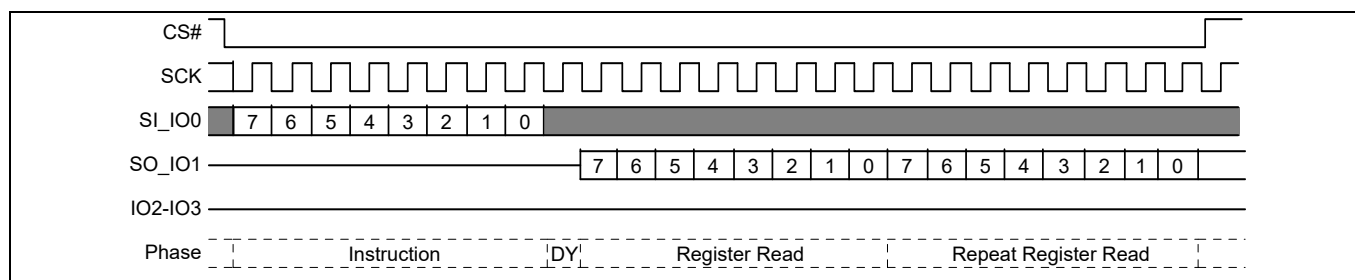 CS#
SCK
SI_IO0 7 6 5 4 3 2 1 0
SO_IO1 7 6 5 4 3 2 1 0 7 6 5 4 3 2 1 0
IO2-IO3
Phase Instruction DY Register Read Repeat Register Read